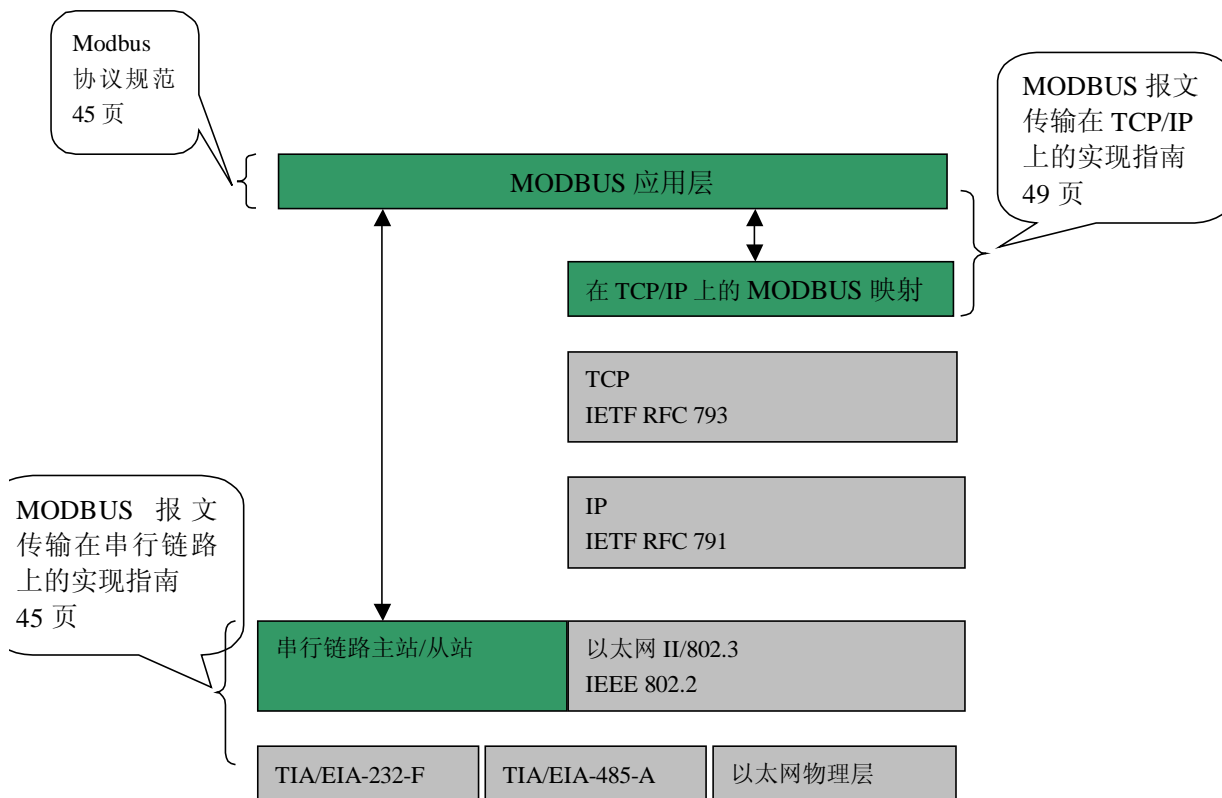 Modbus
协议规范
45 页
MODBUS 报文
传输在 TCP/IP
上的实现指南
49 页
MODBUS 应用层
在 TCP/IP 上的 MODBUS 映射
TCP
IETF RFC 793
IP
IETF RFC 791
MODBUS 报 文
传输在串行链路
上的实现指南
45 页
串行链路主站/从站
以太网 II/802.3
IEEE 802.2
TIA/EIA-232-F
TIA/EIA-485-A
以太网物理层